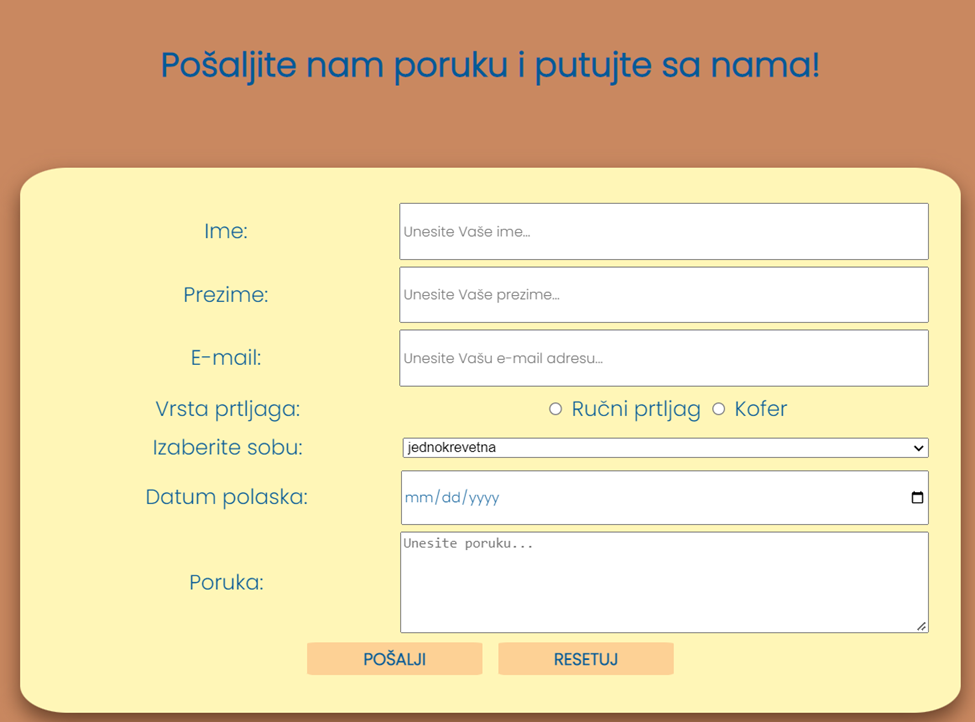 Pošaljite nam poruku i putujte sa nama!
Ime: Unesite Vaše ime...
Prezime: Unesite Vaše prezime...
E-mail: Unesite Vašu e-mail adresu...
Vrsta prtljaga: Ručni prtljag Kofer
Izaberite sobu: jednokrevetna
Datum polaska: mm/dd/yyyy
Unesite poruku...
Poruka:
POŠALJI RESETUJ